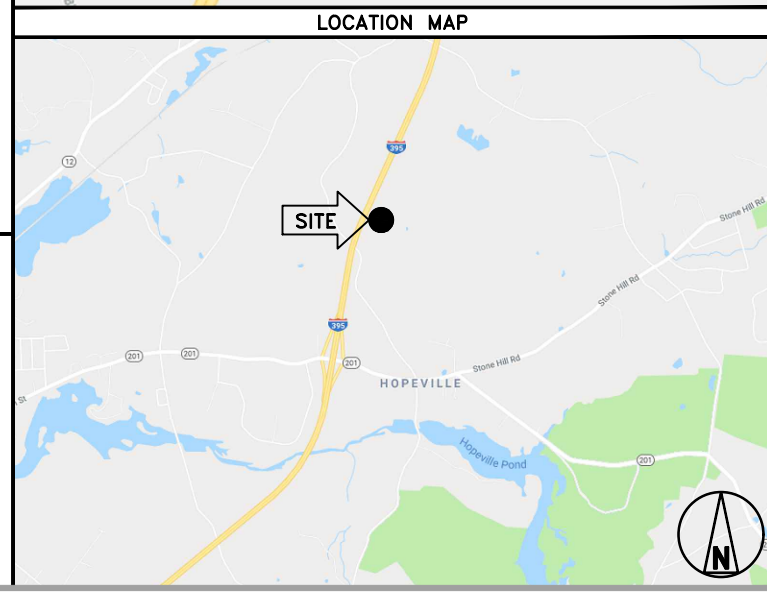 LOCATION MAP
395
12
SITE
Stone Hill Rd
Stone Hill Rd
395
201
201
201
Stone Hill Rd
HOPEVILLE
St
Hopeville Pond
201
N